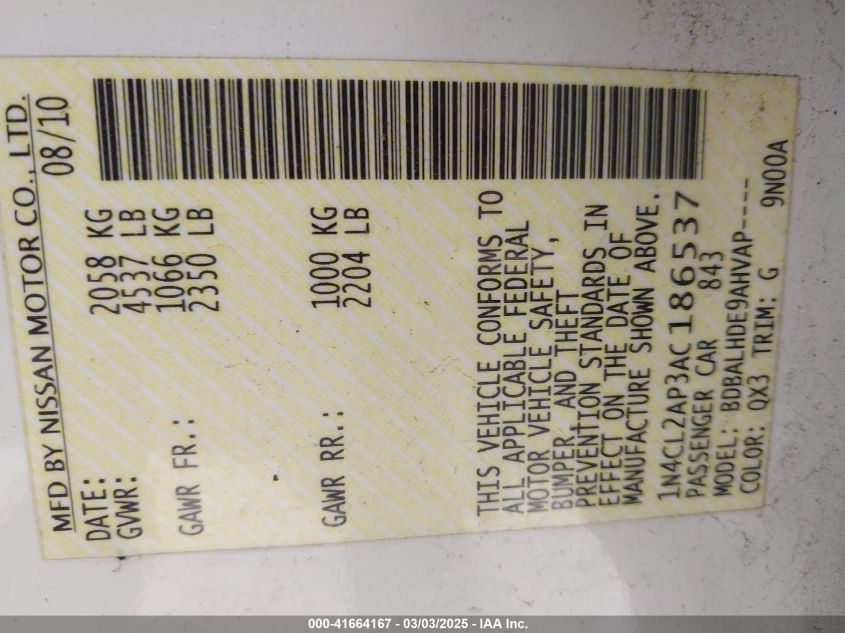 MFD BY NISSAN MOTOR CO., LTD.
DATE: 08/10
GVWR: 2058 KG
4537 LB
GAWR FR.: 1066 KG
2350 LB
GAWR RR.: 1000 KG
2204 LB
THIS VEHICLE CONFORMS TO
ALL APPLICABLE FEDERAL
MOTOR VEHICLE SAFETY,
BUMPER AND THEFT
PREVENTION STANDARDS IN
EFFECT ON THE DATE OF
MANUFACTURE SHOWN ABOVE.
1N4CL2AP3AC186537
PASSENGER CAR 843
MODEL: BDBALHDE9AHVAP----
COLOR: QX3 TRIM: G 9N00A
000-41664167 - 03/03/2025 - IAA Inc.